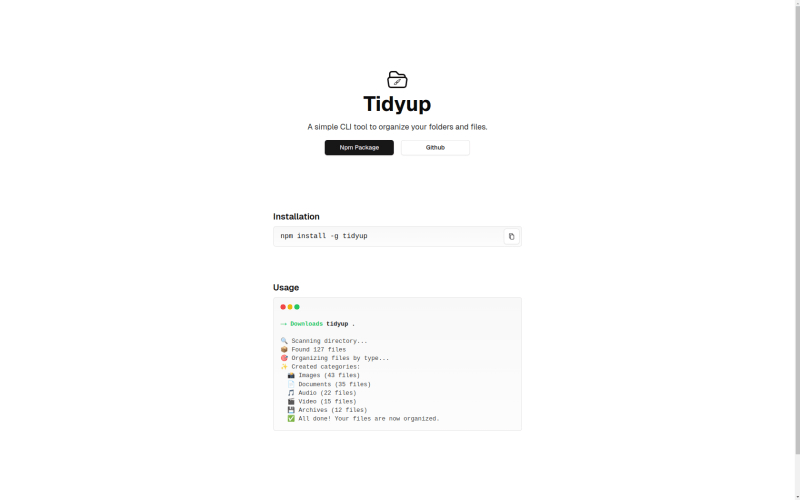 Tidyup
A simple CLI tool to organize your folders and files.
Npm Package
Github
Installation
npm install -g tidyup
Usage
→ Downloads tidyup .
🔍 Scanning directory...
📦 Found 127 files
🎯 Organizing files by type...
✨ Created categories:
📸 Images (43 files)
📄 Documents (35 files)
🎵 Audio (22 files)
🎬 Video (15 files)
💾 Archives (12 files)
✅ All done! Your files are now organized.